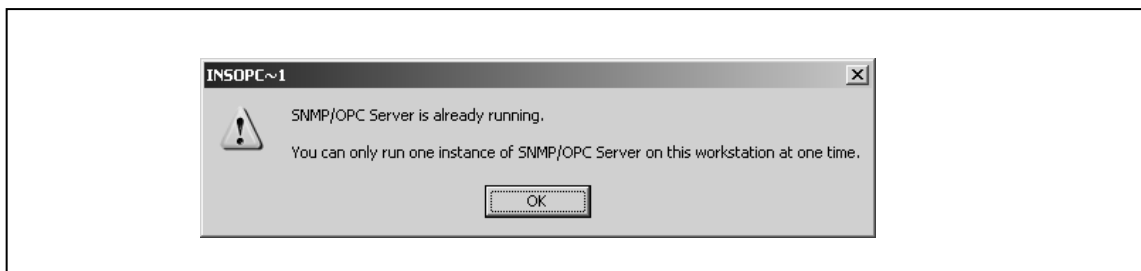 INSOPC~1
SNMP/OPC Server is already running.
You can only run one instance of SNMP/OPC Server on this workstation at one time.
OK